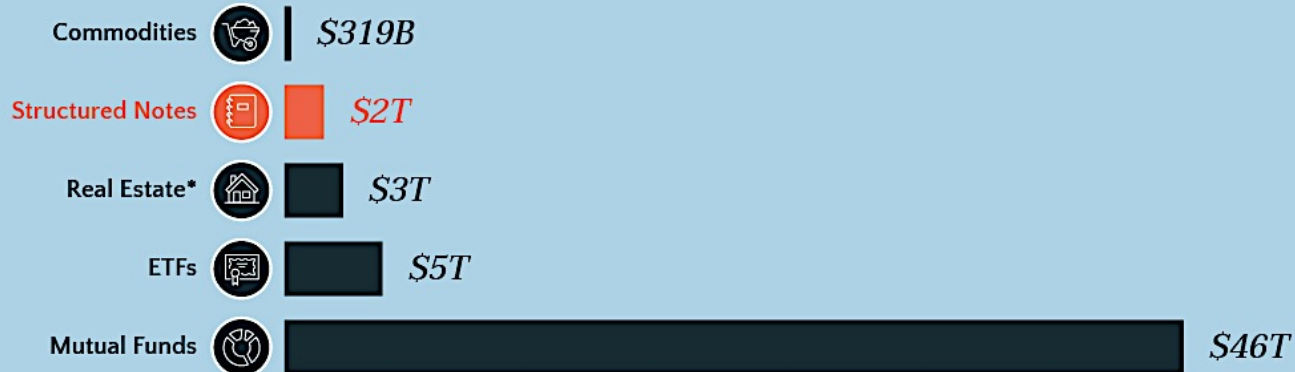 Commodities $319B
Structured Notes $2T
Real Estate* $3T
ETFs $5T
Mutual Funds $46T